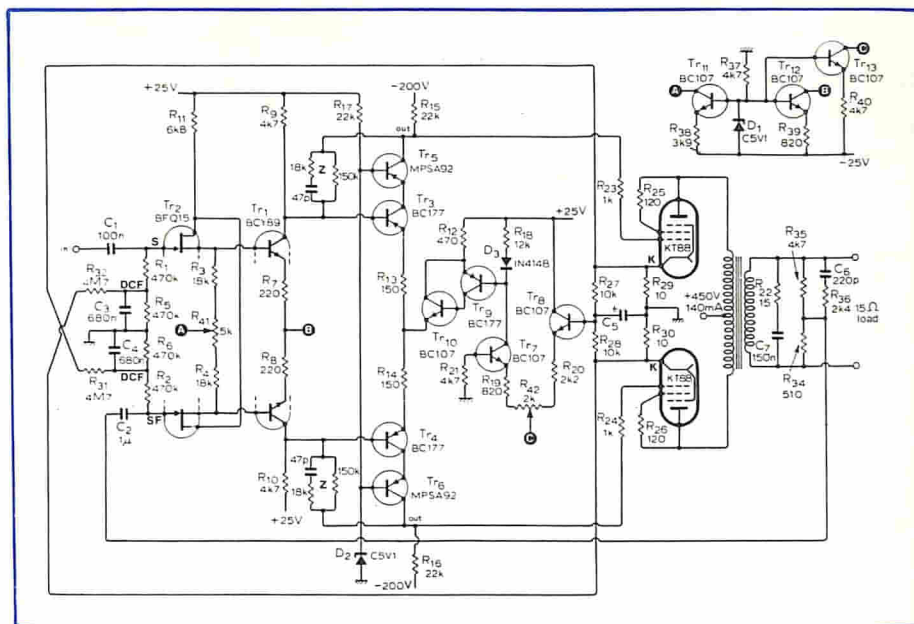 +25V
R11
6k8
R9
4k7
R17
22k
-200V
R15
22k
out
18k
Z
150k
47p
Tr5
MPSA92
Tr3
BC177
Tr2
BFQ15
Tr1
C1
100n
in
S
R1
470k
R3
18k
R7
220
4M7
DCF
C3
680n
R5
470k
A
R41
5k
B
C4
680n
R6
470k
R8
220
R31
4M7
DCF
R2
470k
R4
18k
C2
1µ
SF
R10
4k7
+25V
47p
18k
Z
150k
D2
C5V1
R13
150
R14
150
Tr4
BC177
Tr6
MPSA92
out
R16
22k
-200V
R12
470
R18
12k
D3
IN4148
Tr9
BC177
Tr10
BC107
Tr7
BC107
R21
4k7
R19
820
R42
2k
C
+25V
Tr8
BC107
R20
2k2
R23
1k
R25
120
KT88
K
R27
10k
R29
10
C5
+
R28
10k
R30
10
K
KT88
R24
1k
R26
120
+450V
140mA
R22
15
C7
150n
R35
4k7
C6
220p
R36
2k4
15Ω
load
R34
510
Tr11
BC107
A
R37
4k7
Tr12
BC107
B
Tr13
BC107
C
R38
3k9
D1
C5V1
R39
820
R40
4k7
-25V